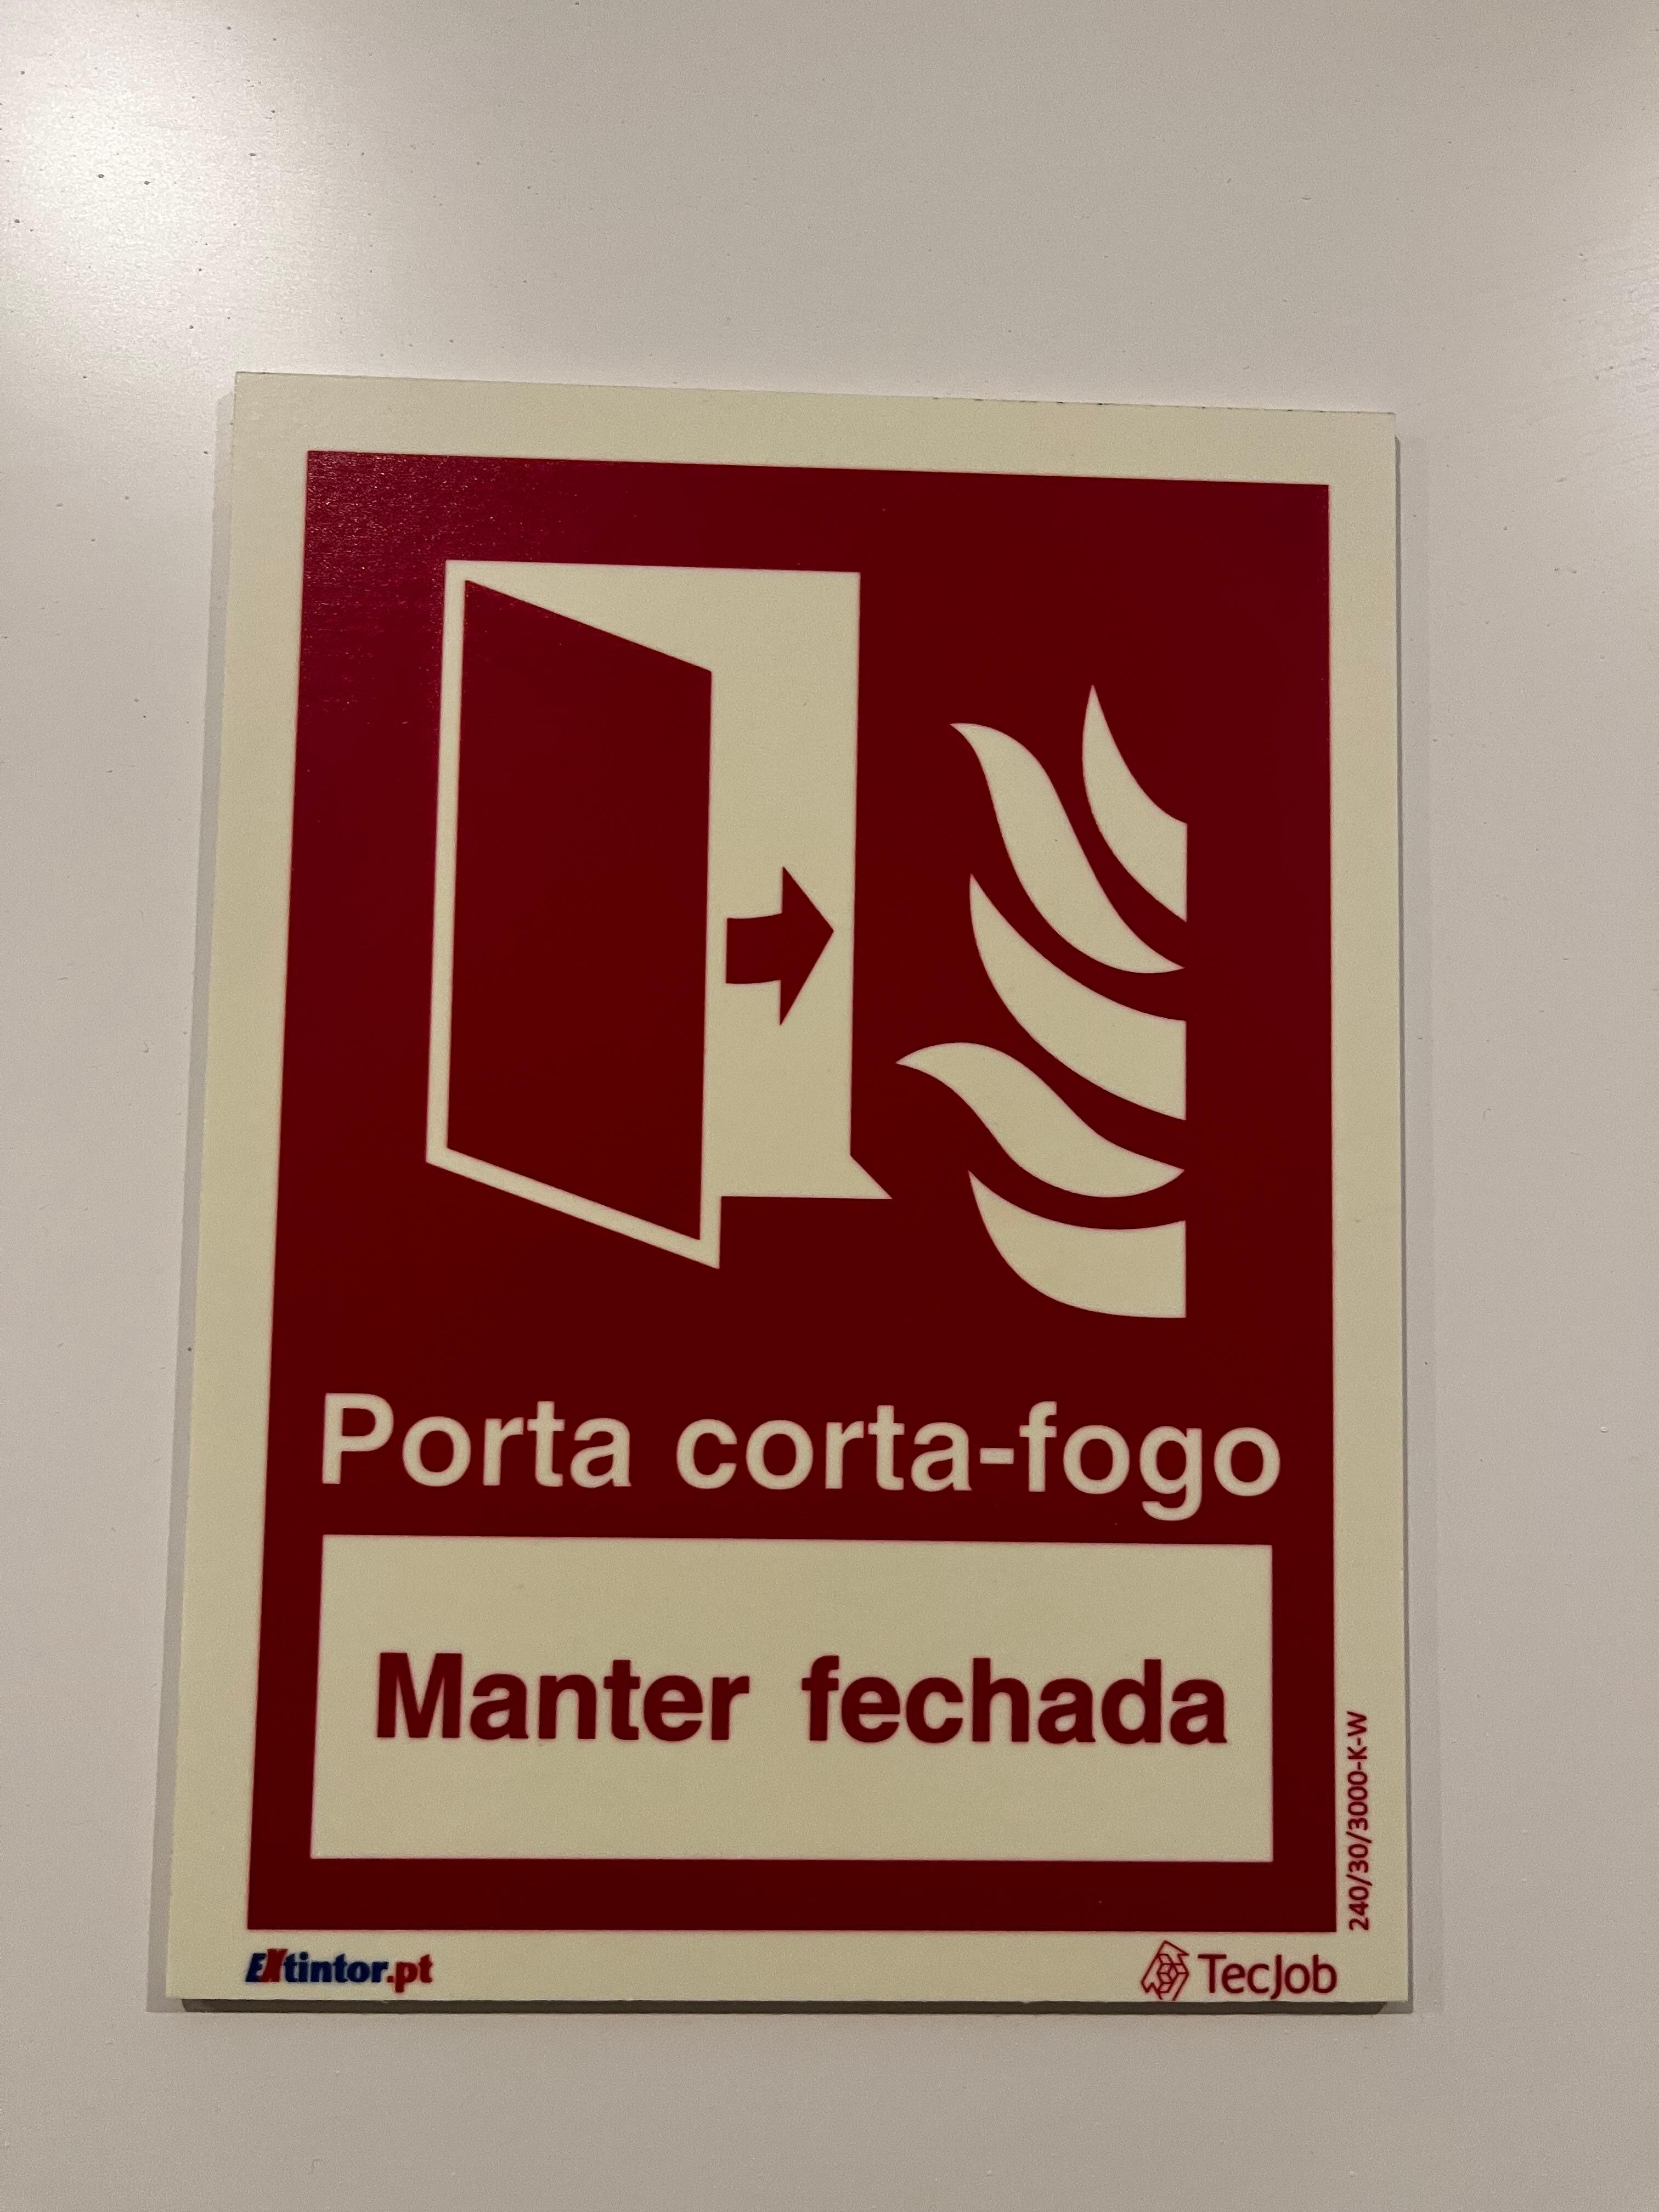 Porta corta-fogo
Manter fechada
240/30/3000-K-W
EXtintor.pt
TecJob